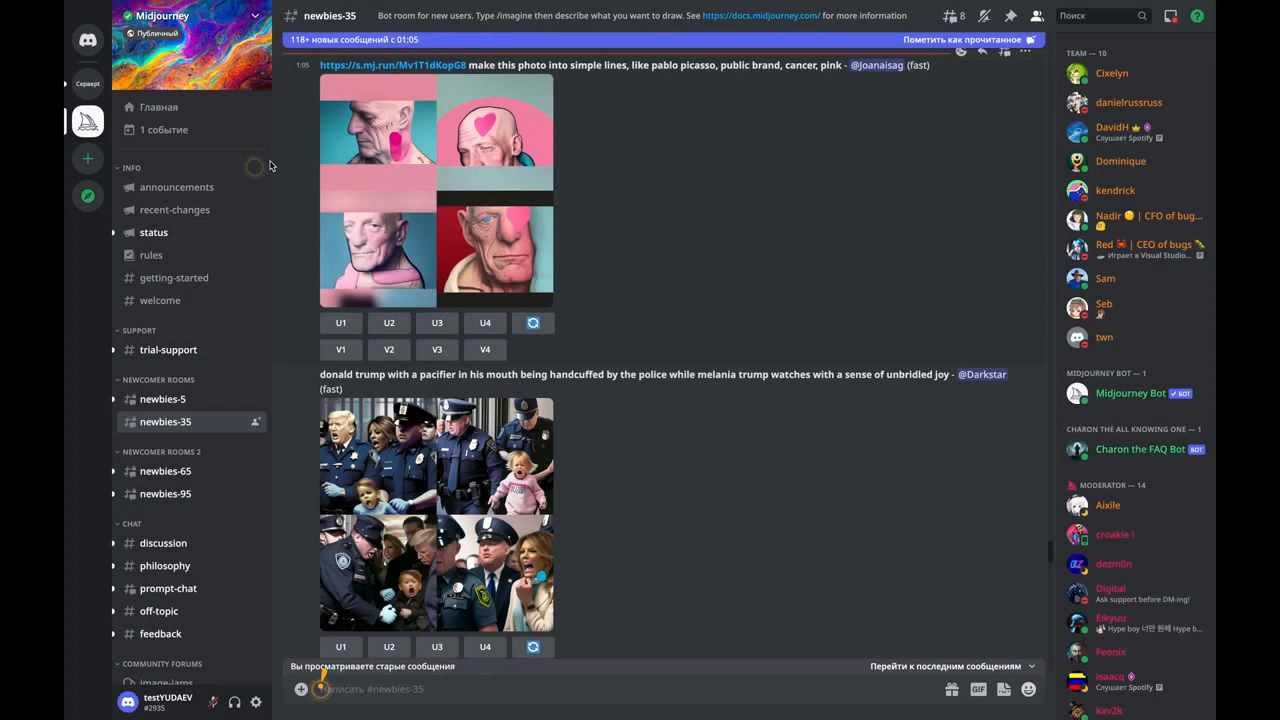 Midjourney
Публичный
Серверт
Главная
1 событие
INFO
announcements
recent-changes
status
rules
getting-started
welcome
SUPPORT
trial-support
NEWCOMER ROOMS
newbies-5
newbies-35
NEWCOMER ROOMS 2
newbies-65
newbies-95
CHAT
discussion
philosophy
prompt-chat
off-topic
feedback
COMMUNITY FORUMS
image-jams
testYUDAEV
#2935
newbies-35
Bot room for new users. Type /imagine then describe what you want to draw. See https://docs.midjourney.com/ for more information
8
Поиск
118+ новых сообщений с 01:05
Пометить как прочитанное
1:05
https://s.mj.run/Mv1T1dKopG8 make this photo into simple lines, like pablo picasso, public brand, cancer, pink - @Joanaisag (fast)
U1 U2 U3 U4
V1 V2 V3 V4
donald trump with a pacifier in his mouth being handcuffed by the police while melania trump watches with a sense of unbridled joy - @Darkstar
(fast)
U1 U2 U3 U4
Вы просматриваете старые сообщения
Перейти к последним сообщениям
Написать #newbies-35
GIF
TEAM — 10
Cixelyn
danielrussruss
DavidH
Слушает Spotify
Dominique
kendrick
Nadir | CFO of bug...
Red | CEO of bugs
Играет в Visual Studio...
Sam
Seb
twn
MIDJOURNEY BOT — 1
Midjourney Bot БОТ
CHARON THE ALL KNOWING ONE — 1
Charon the FAQ Bot БОТ
MODERATOR — 14
Aixile
croakie !
dezm0n
Digital
Ask support before DM-ing!
Eikyuu
Hype boy 너만 원해 Hype b...
Feonix
isaacq
Слушает Spotify
kav2k